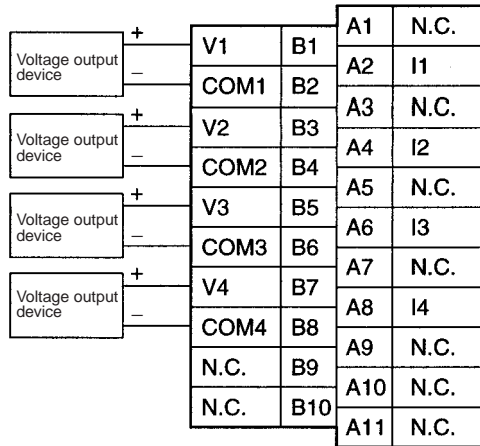 A1 N.C.
+ V1 B1
Voltage output device
A2 I1
− COM1 B2
A3 N.C.
+ V2 B3
Voltage output device
A4 I2
− COM2 B4
A5 N.C.
+ V3 B5
Voltage output device
A6 I3
− COM3 B6
A7 N.C.
+ V4 B7
Voltage output device
A8 I4
− COM4 B8
A9 N.C.
N.C. B9
A10 N.C.
N.C. B10
A11 N.C.